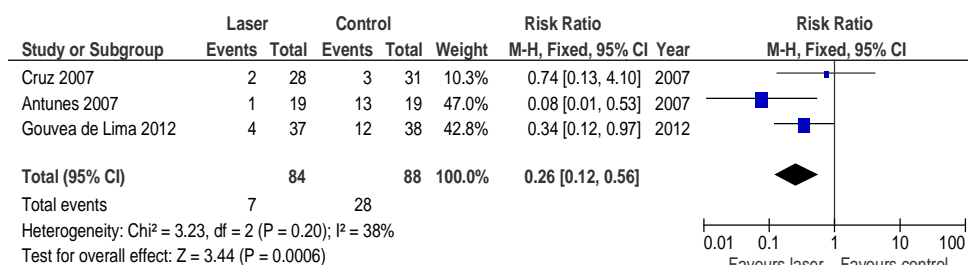 Laser Control Risk Ratio Risk Ratio
Study or Subgroup Events Total Events Total Weight M-H, Fixed, 95% CI Year M-H, Fixed, 95% CI
Cruz 2007 2 28 3 31 10.3% 0.74 [0.13, 4.10] 2007
Antunes 2007 1 19 13 19 47.0% 0.08 [0.01, 0.53] 2007
Gouvea de Lima 2012 4 37 12 38 42.8% 0.34 [0.12, 0.97] 2012
Total (95% CI) 84 88 100.0% 0.26 [0.12, 0.56]
Total events 7 28
Heterogeneity: Chi² = 3.23, df = 2 (P = 0.20); I² = 38%
Test for overall effect: Z = 3.44 (P = 0.0006)
0.01 0.1 1 10 100
Favours laser Favours control